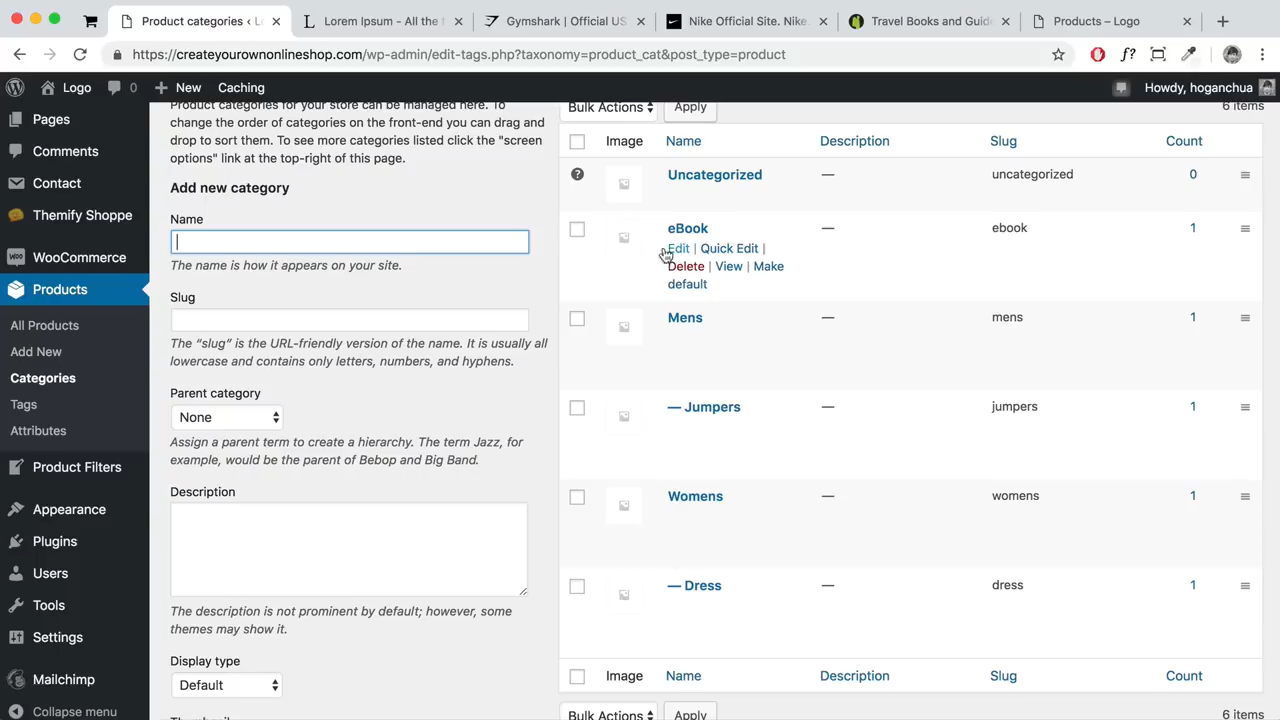 Product categories ‹ L
Lorem Ipsum - All the
Gymshark | Official US
Nike Official Site. Nike.
Travel Books and Guid
Products – Logo
https://createyourownonlineshop.com/wp-admin/edit-tags.php?taxonomy=product_cat&post_type=product
f?
Logo
0
New
Caching
Howdy, hoganchua
Pages
Comments
Contact
Themify Shoppe
WooCommerce
Products
All Products
Add New
Categories
Tags
Attributes
Product Filters
Appearance
Plugins
Users
Tools
Settings
Mailchimp
Collapse menu
Product categories for your store can be managed here. To
change the order of categories on the front-end you can drag and
drop to sort them. To see more categories listed click the "screen
options" link at the top-right of this page.
Add new category
Name
The name is how it appears on your site.
Slug
The “slug” is the URL-friendly version of the name. It is usually all
lowercase and contains only letters, numbers, and hyphens.
Parent category
None
Assign a parent term to create a hierarchy. The term Jazz, for
example, would be the parent of Bebop and Big Band.
Description
The description is not prominent by default; however, some
themes may show it.
Display type
Default
Bulk Actions Apply 6 items
Image Name Description Slug Count
Uncategorized — uncategorized 0
eBook — ebook 1
Edit | Quick Edit |
Delete | View | Make
default
Mens — mens 1
— Jumpers — jumpers 1
Womens — womens 1
— Dress — dress 1
Image Name Description Slug Count
Bulk Actions Apply 6 items